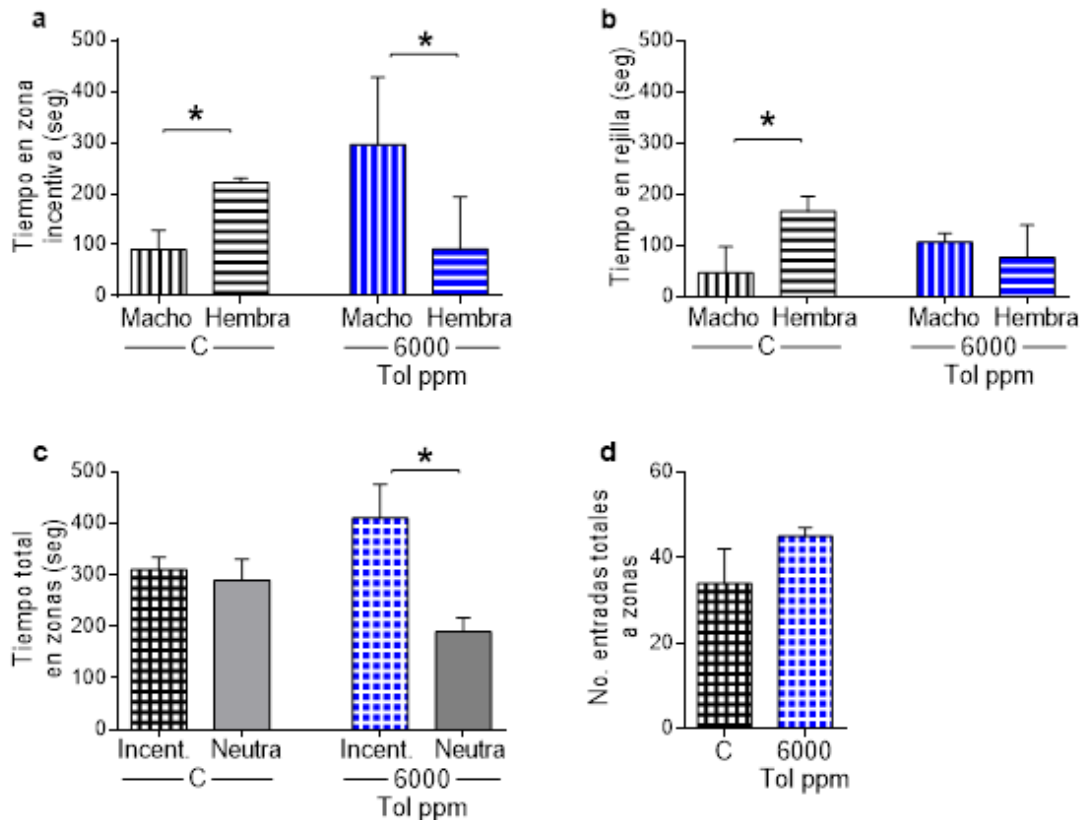 a
Tiempo en zona
incentiva (seg)
500
400
300
200
100
0
*
*
Macho Hembra Macho Hembra
C 6000
Tol ppm
b
Tiempo en rejilla (seg)
500
400
300
200
100
0
*
Macho Hembra Macho Hembra
C 6000
Tol ppm
c
Tiempo total
en zonas (seg)
500
400
300
200
100
0
*
Incent. Neutra Incent. Neutra
C 6000
Tol ppm
d
No. entradas totales
a zonas
60
40
20
0
C 6000
Tol ppm